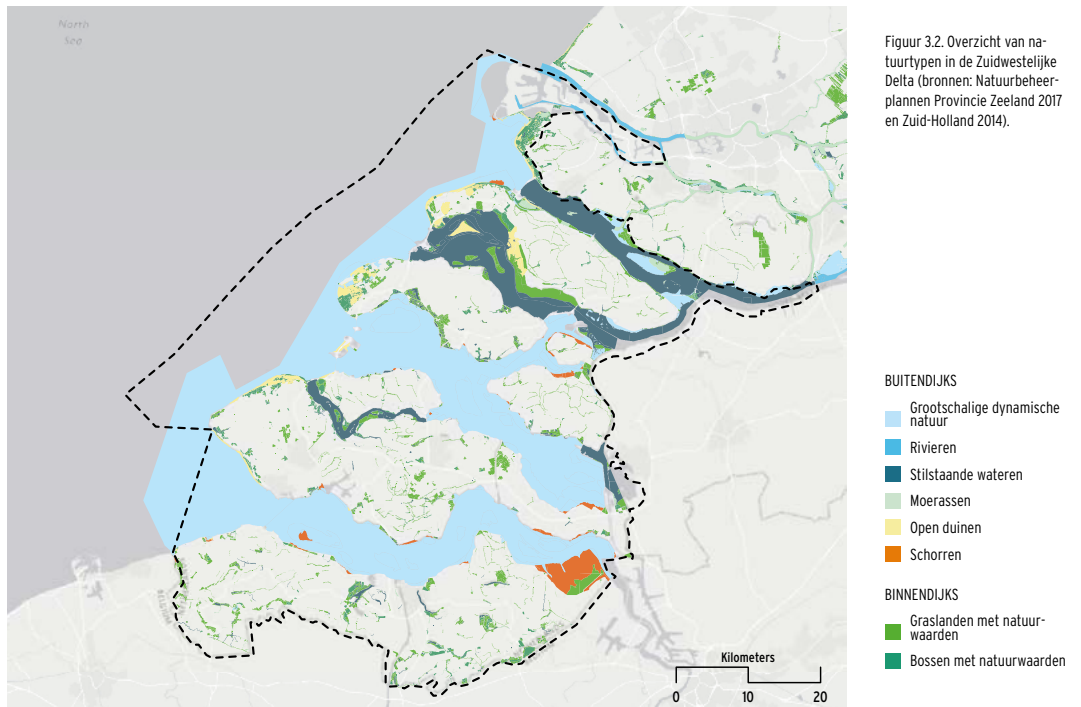 North
Sea
Figuur 3.2. Overzicht van na-
tuurtypen in de Zuidwestelijke
Delta (bronnen: Natuurbeheer-
plannen Provincie Zeeland 2017
en Zuid-Holland 2014).
BUITENDIJKS
Grootschalige dynamische
natuur
Rivieren
Stilstaande wateren
Moerassen
Open duinen
Schorren
BINNENDIJKS
Graslanden met natuur-
waarden
Bossen met natuurwaarden
Kilometers
0 10 20